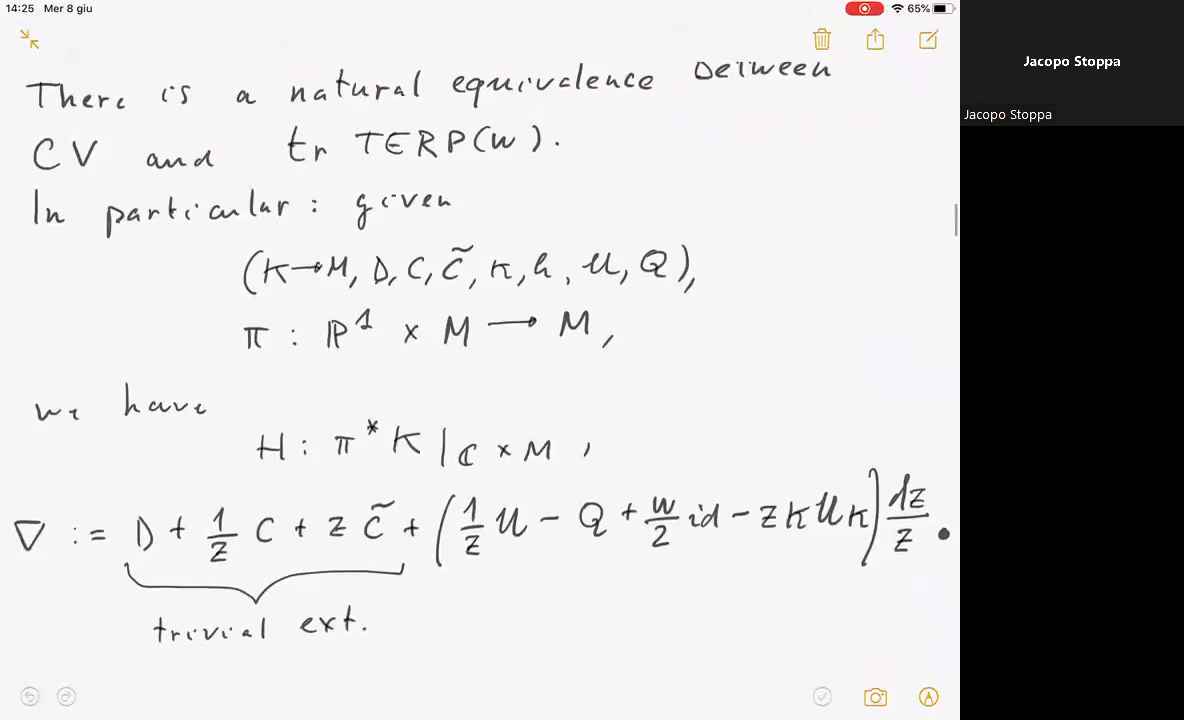 14:25 Mer 8 giu
65%
There is a natural equivalence between
CV and tr TERP(w).
In particular: given
(K → M, D, C, C̃, κ, h, U, Q),
π : ℙ¹ × M → M,
we have
H : π*K|ℂ × M ,
∇ := D + 1/z C + z C̃ + (1/z U − Q + w/2 id − z κ U κ) dz/z .
trivial ext.
Jacopo Stoppa
Jacopo Stoppa